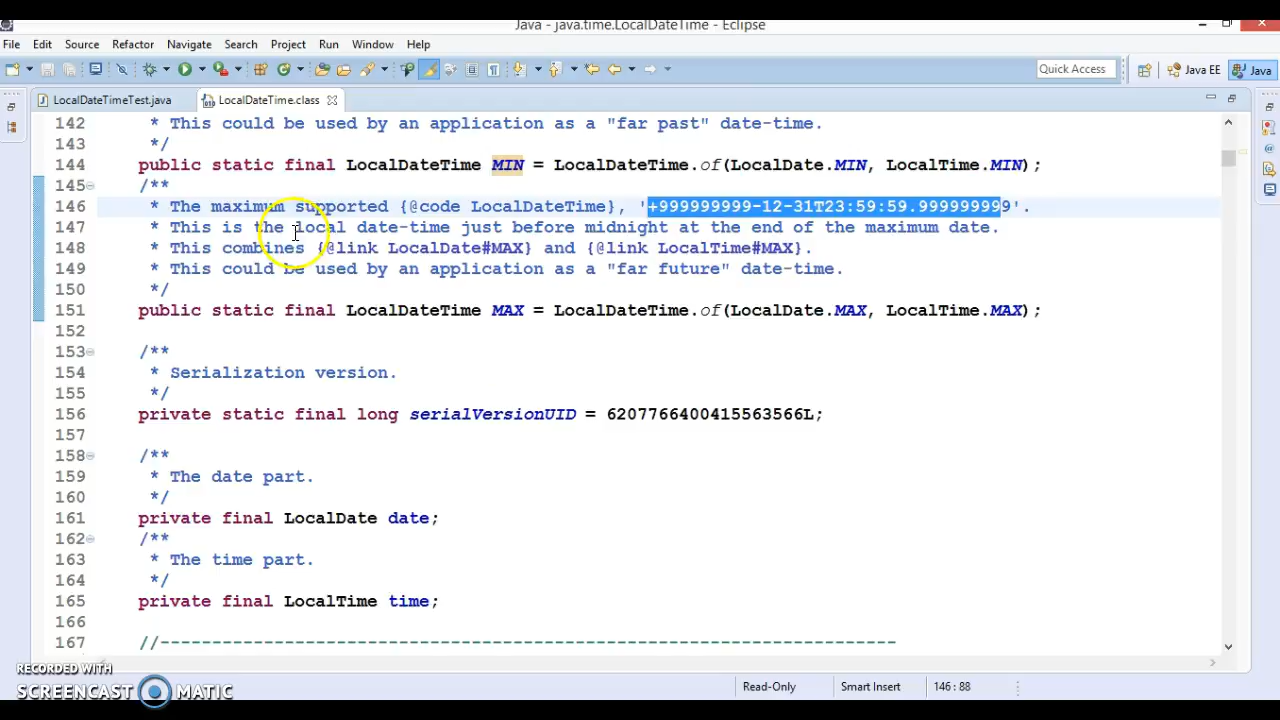 Java - java.time.LocalDateTime - Eclipse
File Edit Source Refactor Navigate Search Project Run Window Help
Quick Access Java EE Java
LocalDateTimeTest.java LocalDateTime.class
142 * This could be used by an application as a "far past" date-time.
143 */
144 public static final LocalDateTime MIN = LocalDateTime.of(LocalDate.MIN, LocalTime.MIN);
145 /**
146 * The maximum supported {@code LocalDateTime}, '+999999999-12-31T23:59:59.999999999'.
147 * This is the local date-time just before midnight at the end of the maximum date.
148 * This combines {@link LocalDate#MAX} and {@link LocalTime#MAX}.
149 * This could be used by an application as a "far future" date-time.
150 */
151 public static final LocalDateTime MAX = LocalDateTime.of(LocalDate.MAX, LocalTime.MAX);
152
153 /**
154 * Serialization version.
155 */
156 private static final long serialVersionUID = 6207766400415563566L;
157
158 /**
159 * The date part.
160 */
161 private final LocalDate date;
162 /**
163 * The time part.
164 */
165 private final LocalTime time;
166
167 //-----------------------------------------------------------------------
RECORDED WITH
SCREENCAST MATIC
Read-Only Smart Insert 146 : 88